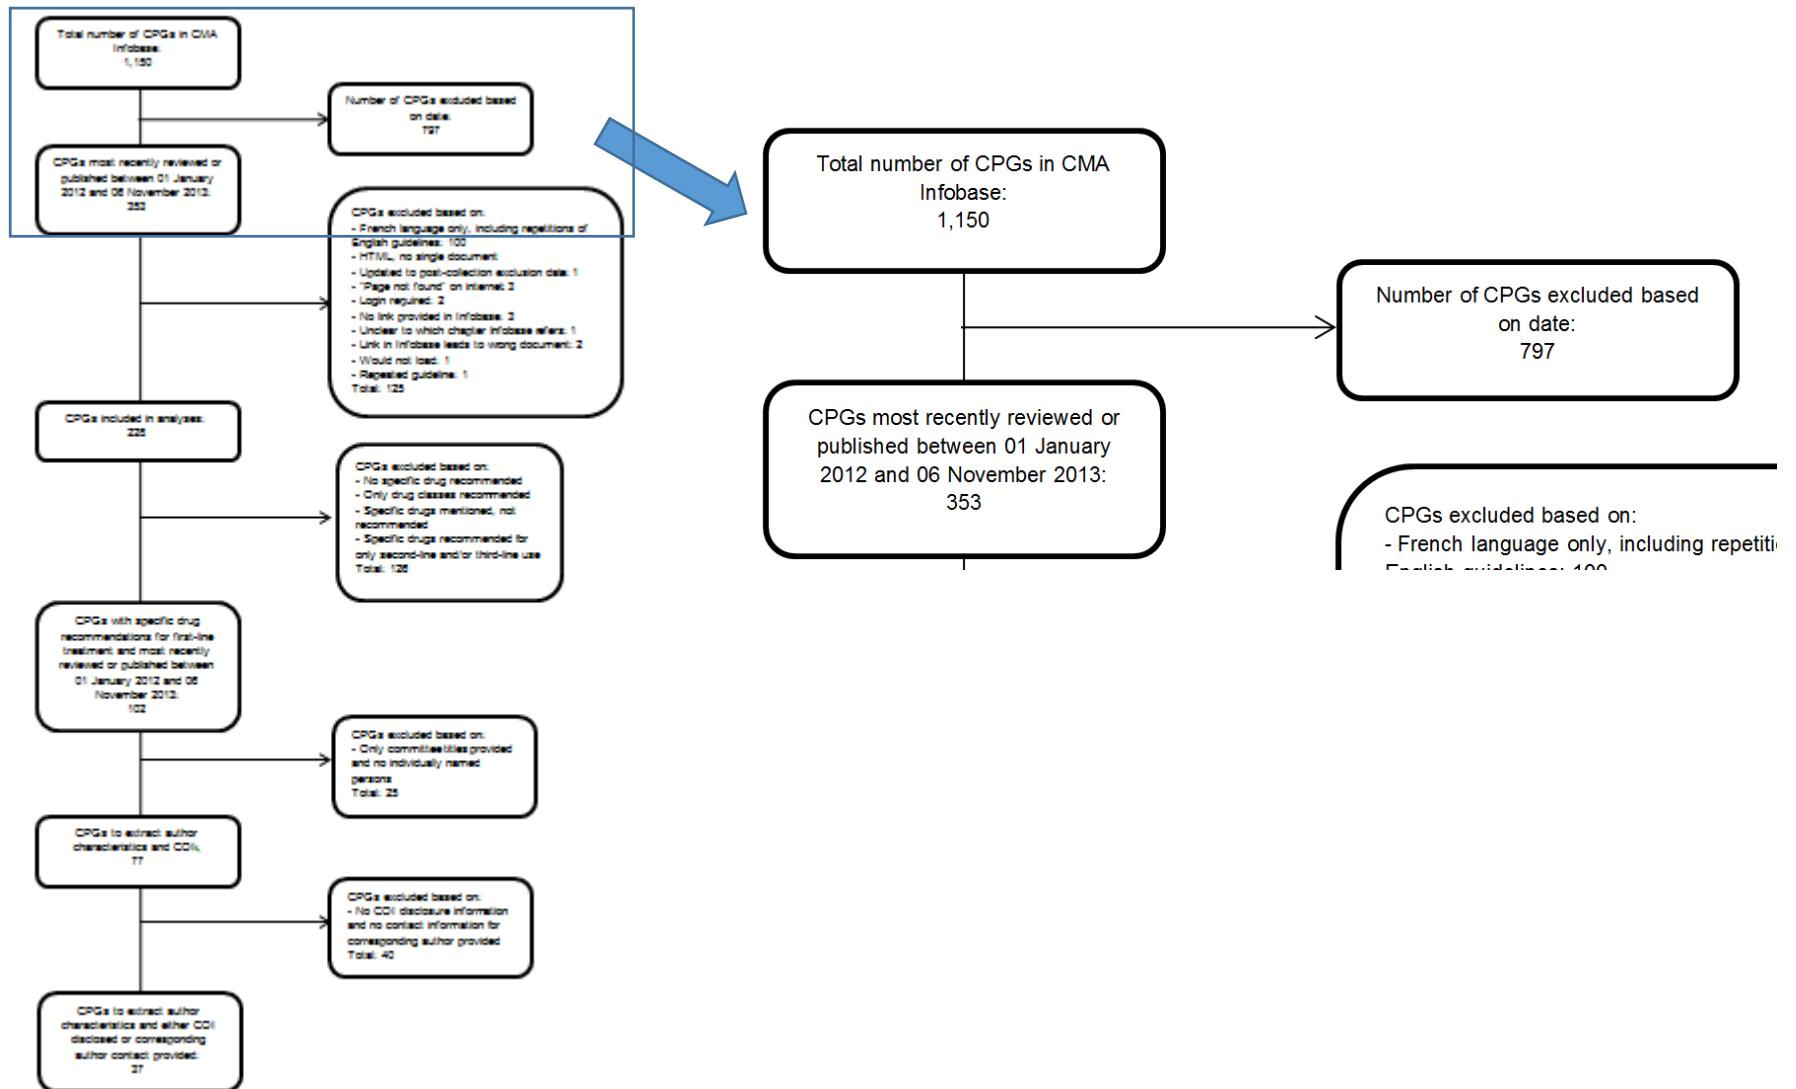 Total number of CPGs in CMA
Infobase:
1,150
Number of CPGs excluded based
on date:
797
CPGs most recently reviewed or
published between 01 January
2012 and 06 November 2013:
353
CPGs excluded based on:
- French language only, including repetitions of
English guidelines: 100
- HTML, no single document
- Updated to post-collection exclusion date: 1
- "Page not found" on internet: 3
- Login required: 2
- No link provided in Infobase: 3
- Unclear to which chapter Infobase refers: 1
- Link in Infobase leads to wrong document: 2
- Would not load: 1
- Repeated guideline: 1
Total: 125
CPGs included in analyses:
228
CPGs excluded based on:
- No specific drug recommended
- Only drug classes recommended
- Specific drugs mentioned, not
recommended
- Specific drugs recommended for
only second-line and/or third-line use
Total: 126
CPGs with specific drug
recommendations for first-line
treatment and most recently
reviewed or published between
01 January 2012 and 06
November 2013:
102
CPGs excluded based on:
- Only committee titles provided
and no individually named
persons
Total: 25
CPGs to extract author
characteristics and COIs,
77
CPGs excluded based on:
- No COI disclosure information
and no contact information for
corresponding author provided
Total: 40
CPGs to extract author
characteristics and either COI
disclosed or corresponding
author contact provided:
37
Total number of CPGs in CMA
Infobase:
1,150
Number of CPGs excluded based
on date:
797
CPGs most recently reviewed or
published between 01 January
2012 and 06 November 2013:
353
CPGs excluded based on:
- French language only, including repetiti
English guidelines: 100